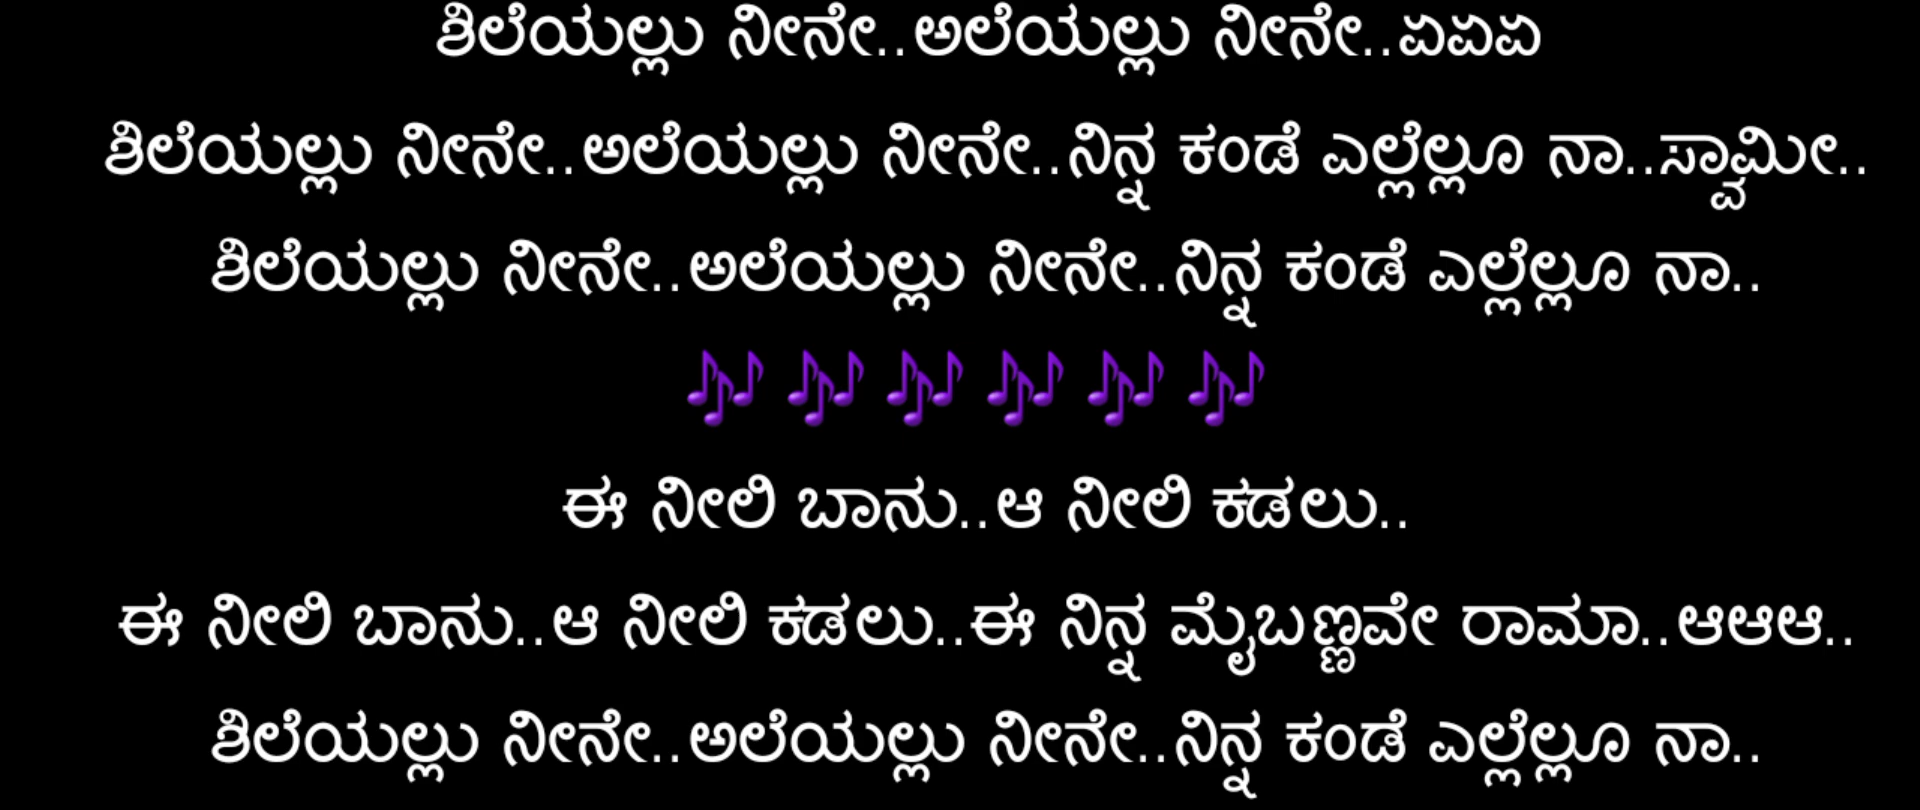 ಶಿಲೆಯಲ್ಲು ನೀನೇ..ಅಲೆಯಲ್ಲು ನೀನೇ..ಏಏಏ
ಶಿಲೆಯಲ್ಲು ನೀನೇ..ಅಲೆಯಲ್ಲು ನೀನೇ..ನಿನ್ನ ಕಂಡೆ ಎಲ್ಲೆಲ್ಲೂ ನಾ..ಸ್ವಾಮೀ..
ಶಿಲೆಯಲ್ಲು ನೀನೇ..ಅಲೆಯಲ್ಲು ನೀನೇ..ನಿನ್ನ ಕಂಡೆ ಎಲ್ಲೆಲ್ಲೂ ನಾ..
🎶 🎶 🎶 🎶 🎶 🎶
ಈ ನೀಲಿ ಬಾನು..ಆ ನೀಲಿ ಕಡಲು..
ಈ ನೀಲಿ ಬಾನು..ಆ ನೀಲಿ ಕಡಲು..ಈ ನಿನ್ನ ಮೈಬಣ್ಣವೇ ರಾಮಾ..ಆಆಆ..
ಶಿಲೆಯಲ್ಲು ನೀನೇ..ಅಲೆಯಲ್ಲು ನೀನೇ..ನಿನ್ನ ಕಂಡೆ ಎಲ್ಲೆಲ್ಲೂ ನಾ..